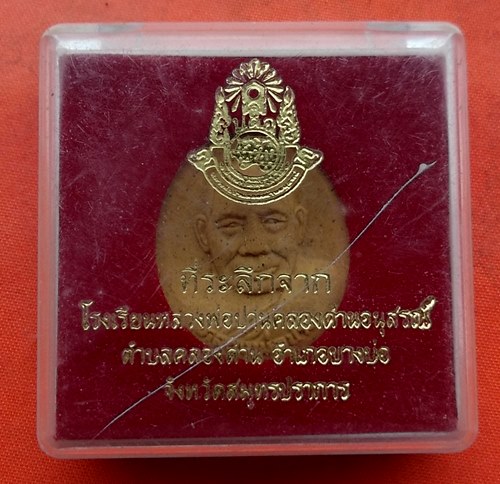 ที่ระลึกจาก
โรงเรียนหลวงพ่อปานคลองด่านอนุสรณ์
ตำบลคลองด่าน อำเภอบางบ่อ
จังหวัดสมุทรปราการ